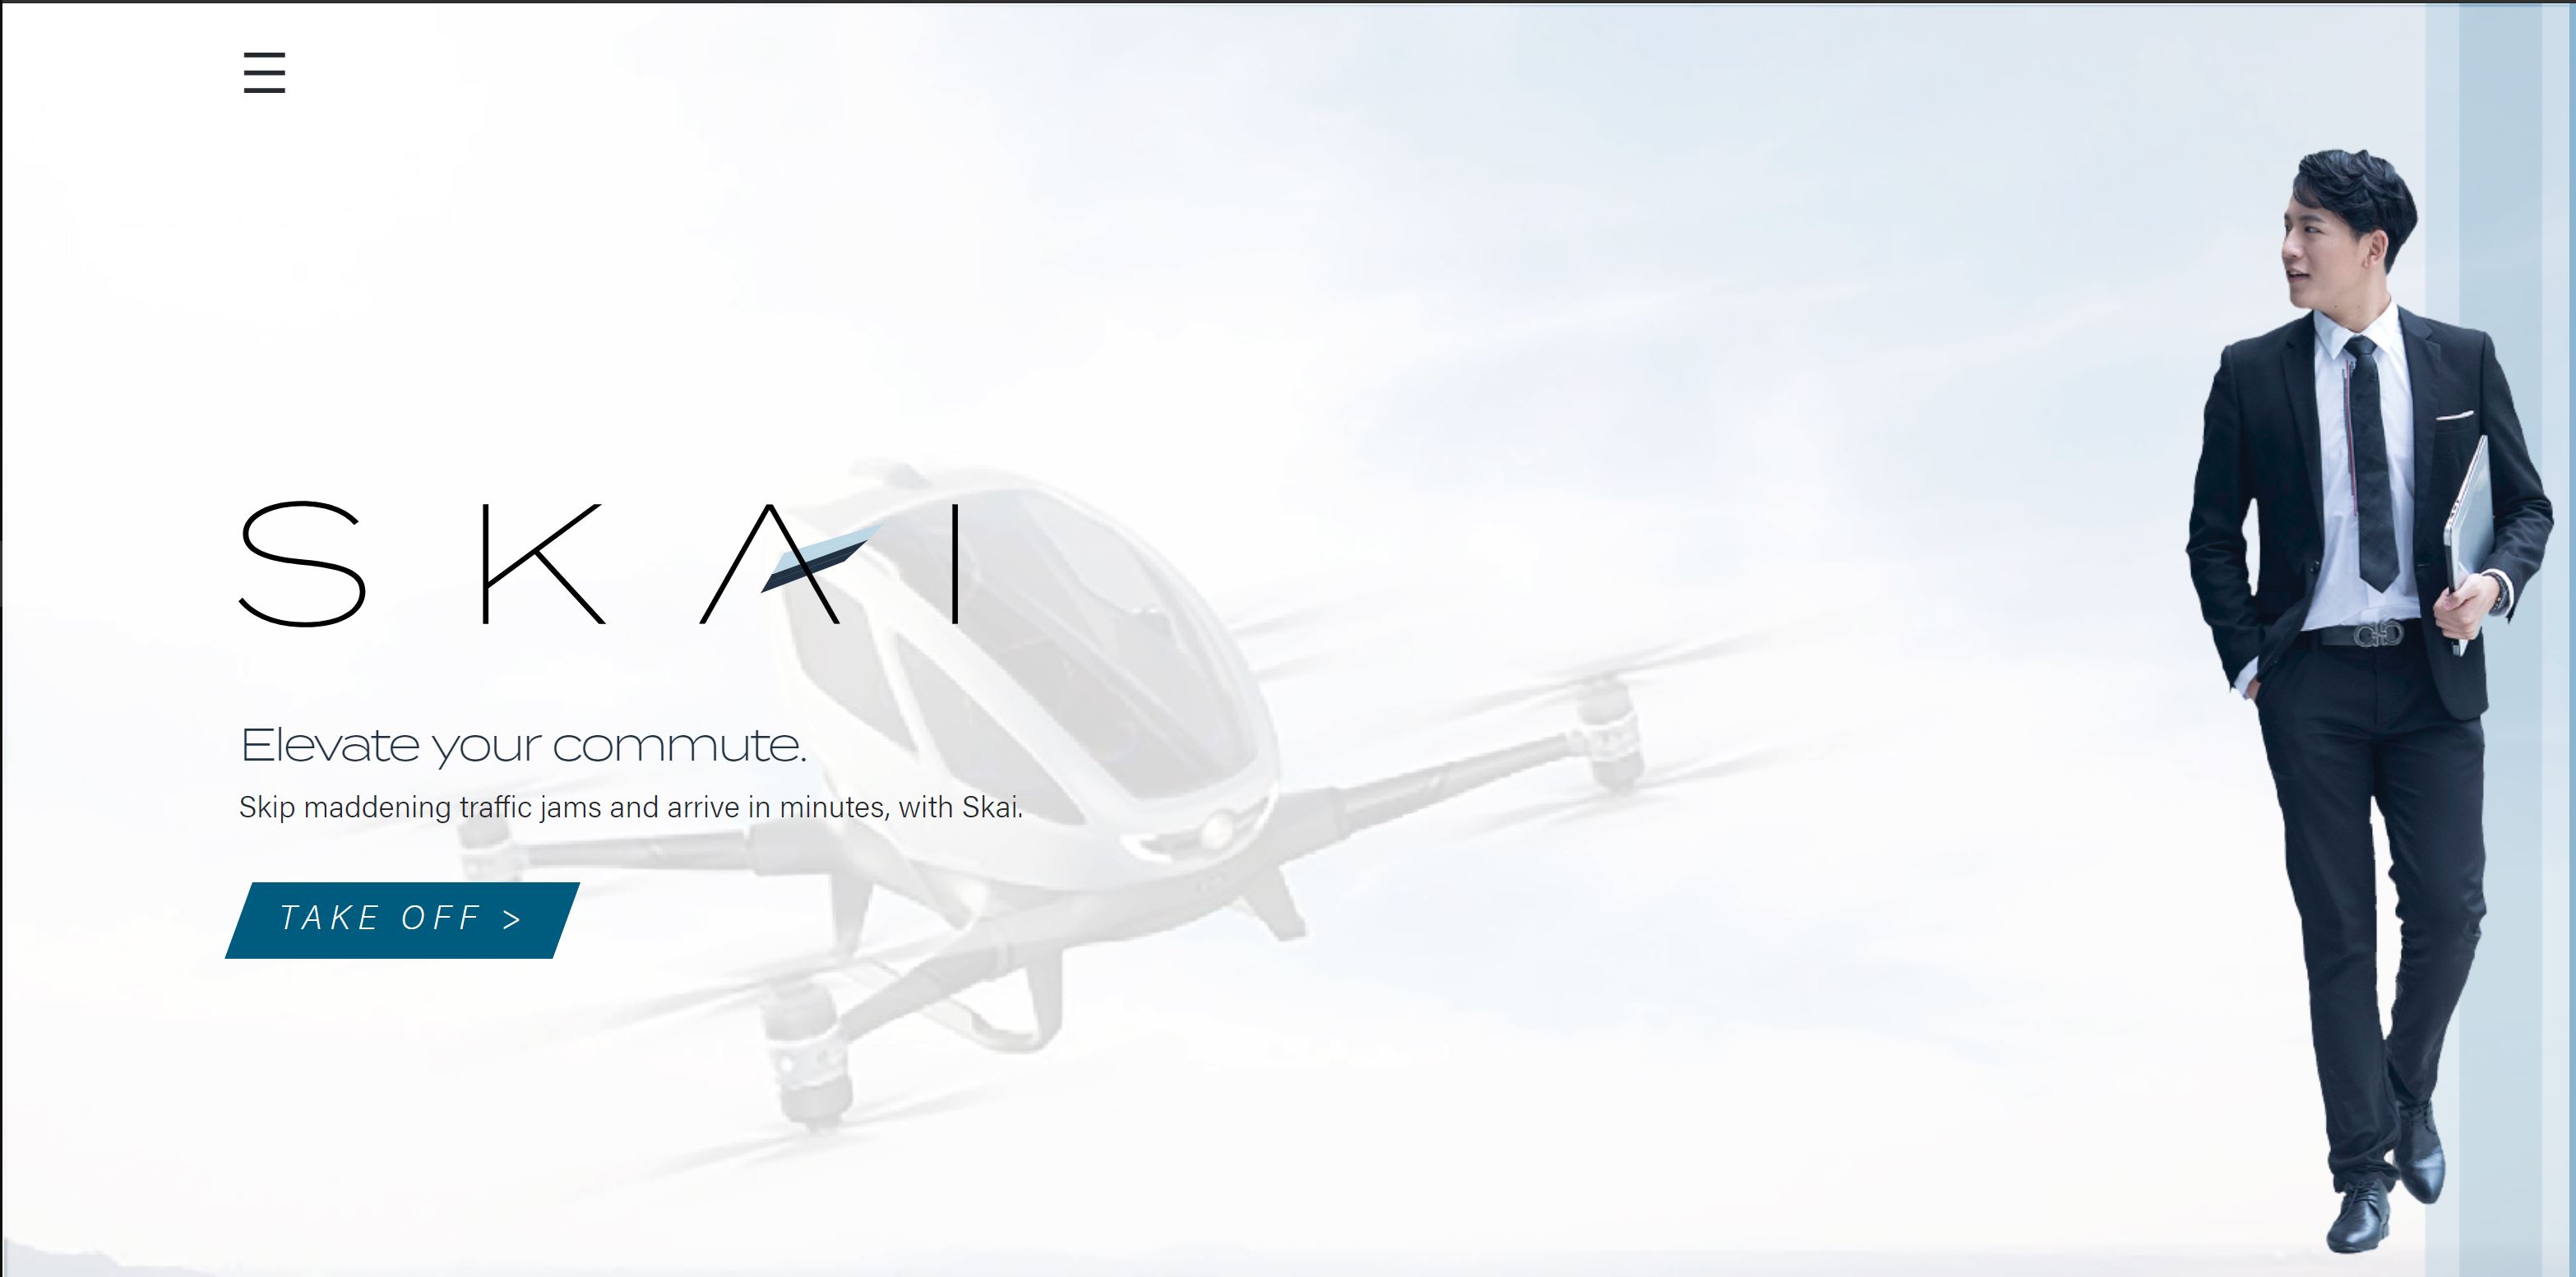 SKAI
Elevate your commute.
Skip maddening traffic jams and arrive in minutes, with Skai.
TAKE OFF >